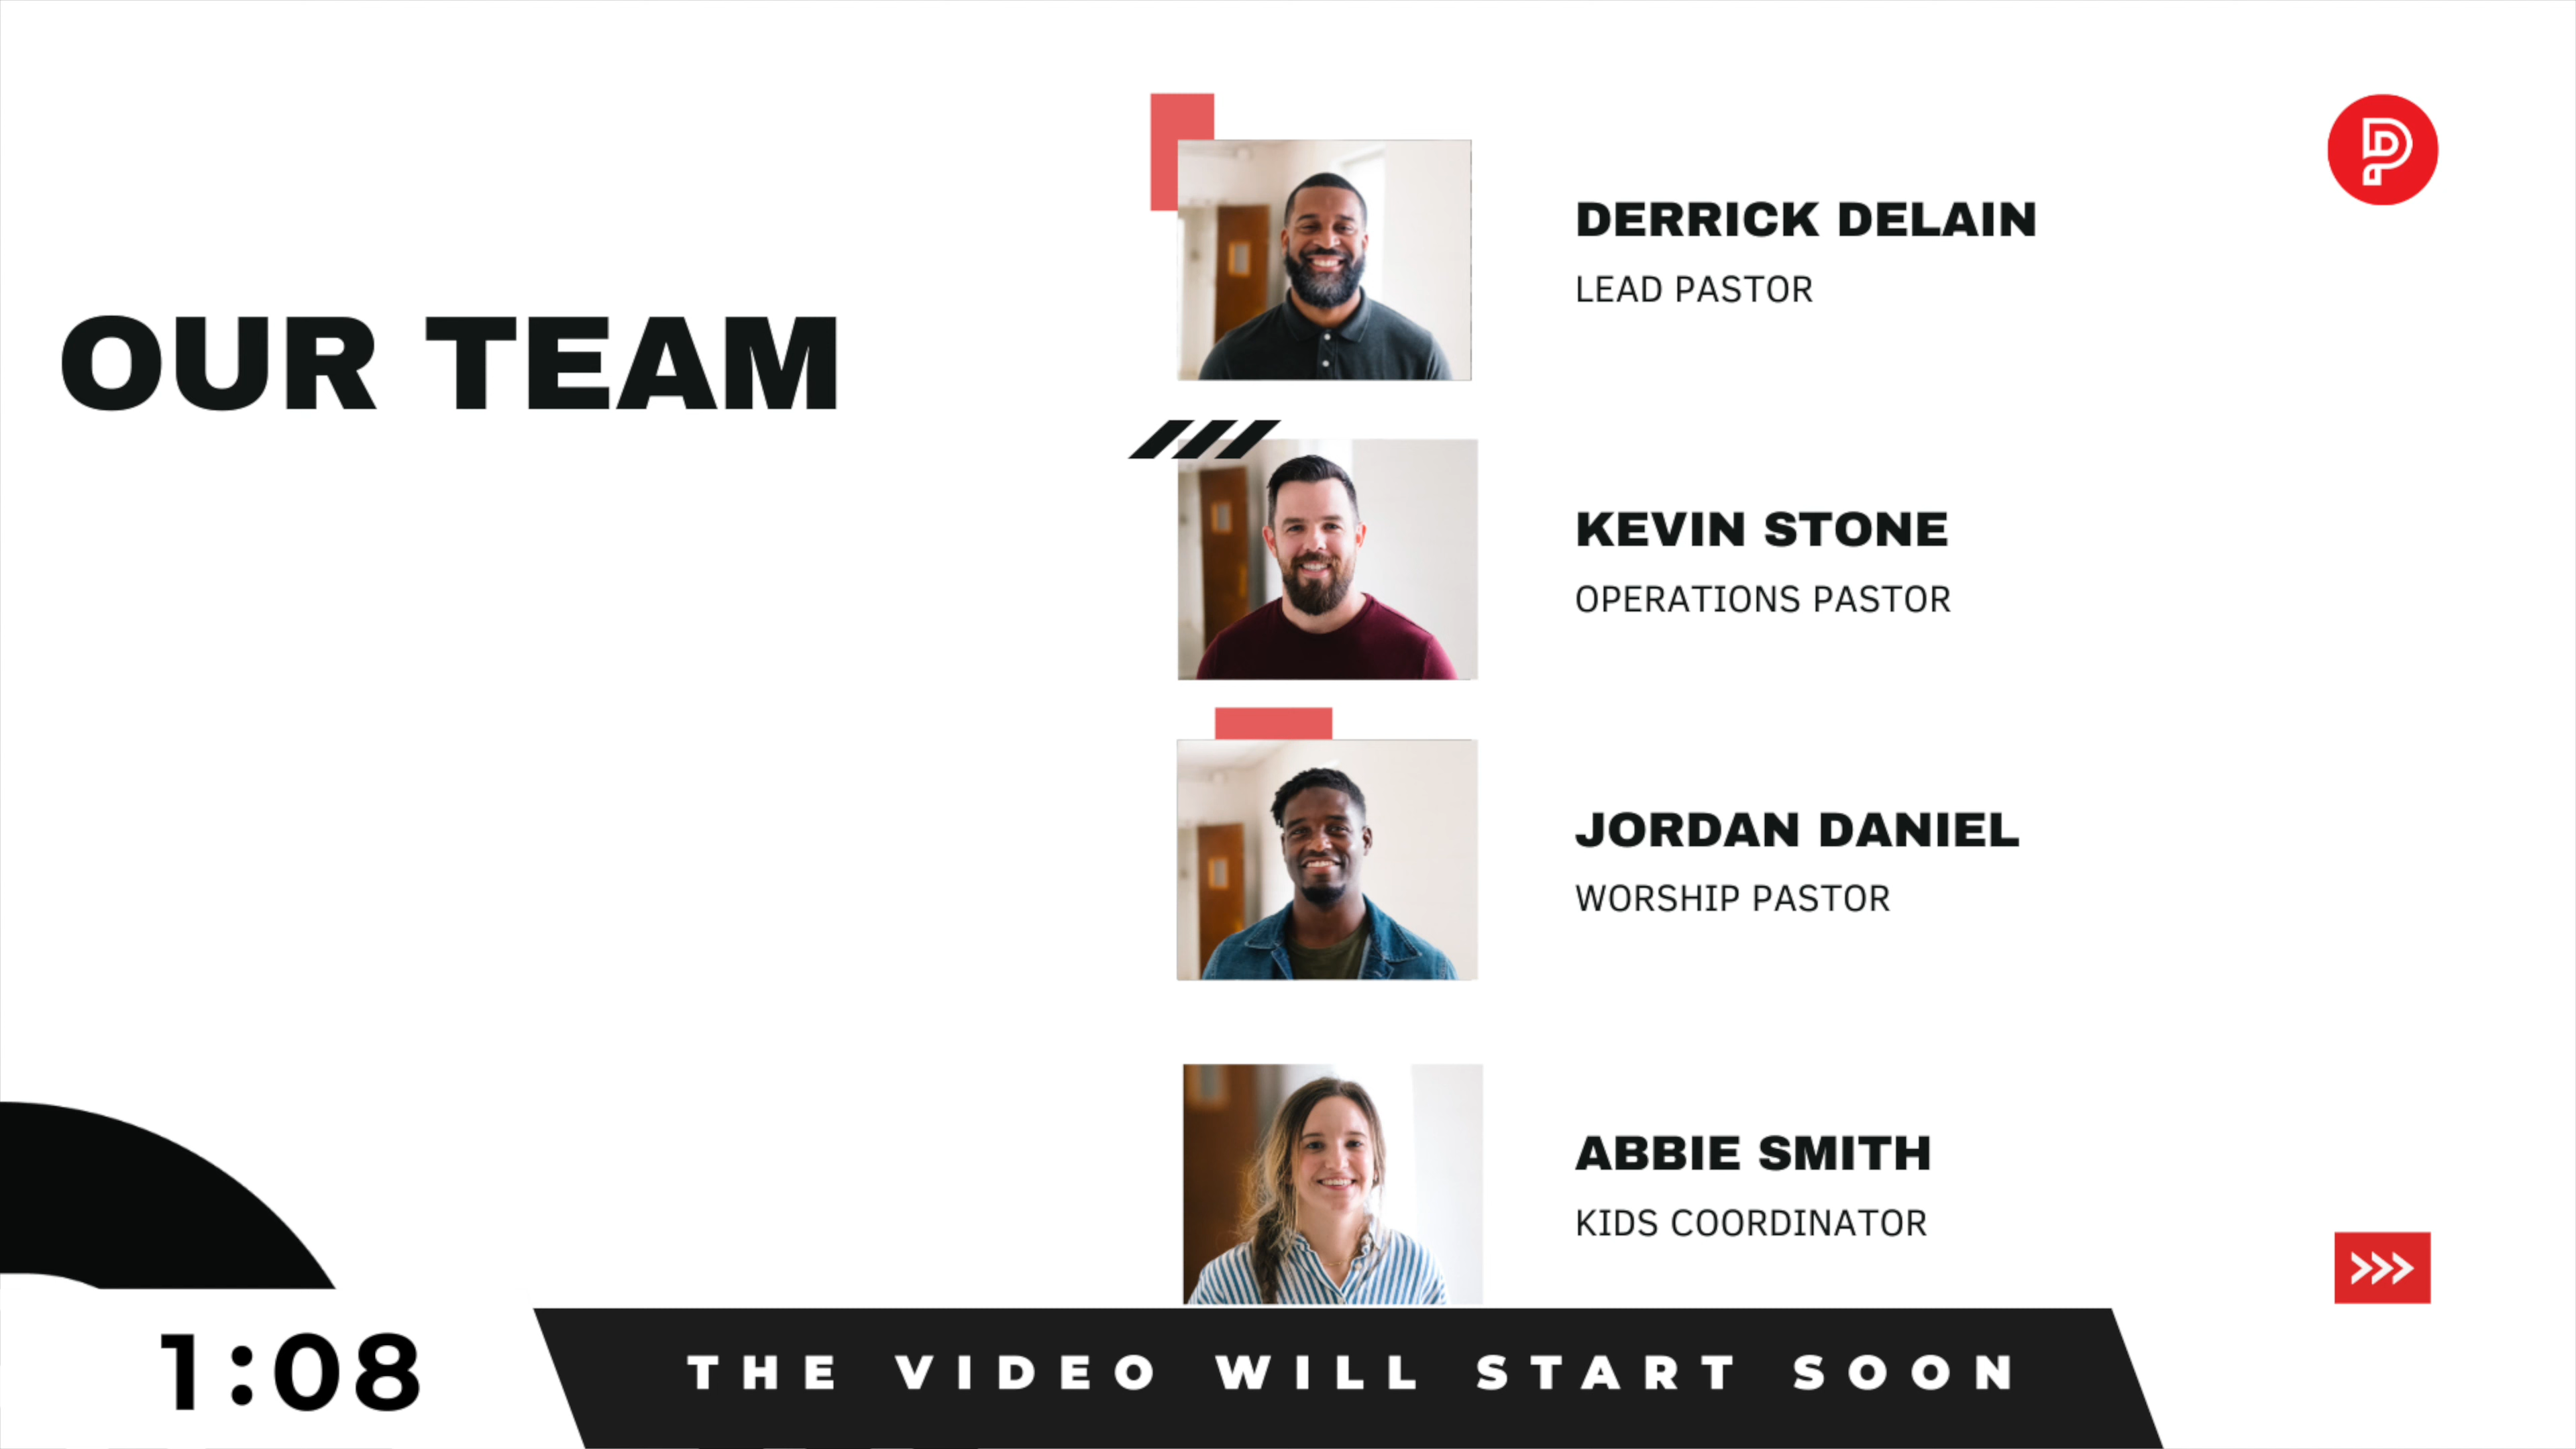 OUR TEAM
DERRICK DELAIN
LEAD PASTOR
KEVIN STONE
OPERATIONS PASTOR
JORDAN DANIEL
WORSHIP PASTOR
ABBIE SMITH
KIDS COORDINATOR
1:08
THE VIDEO WILL START SOON